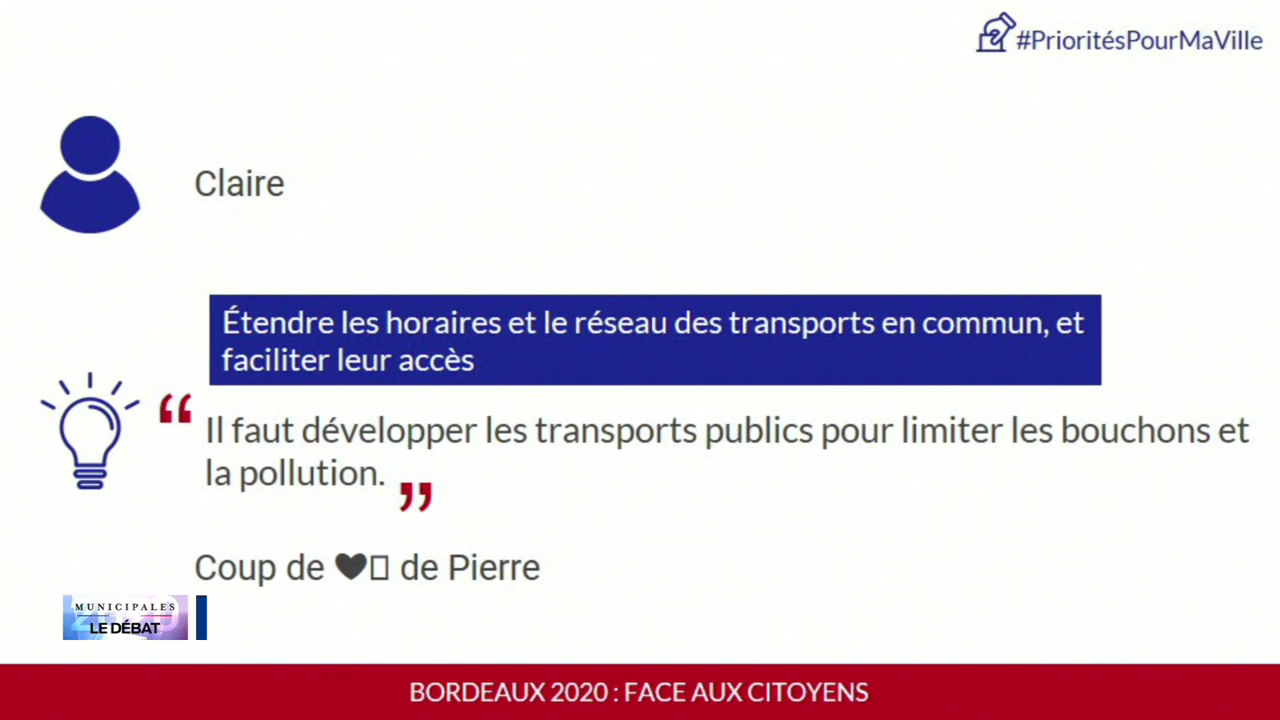 #PrioritésPourMaVille
Claire
Étendre les horaires et le réseau des transports en commun, et
faciliter leur accès
“ Il faut développer les transports publics pour limiter les bouchons et
la pollution. ”
Coup de ♥︎▯ de Pierre
MUNICIPALES
2020
LE DÉBAT
BORDEAUX 2020 : FACE AUX CITOYENS